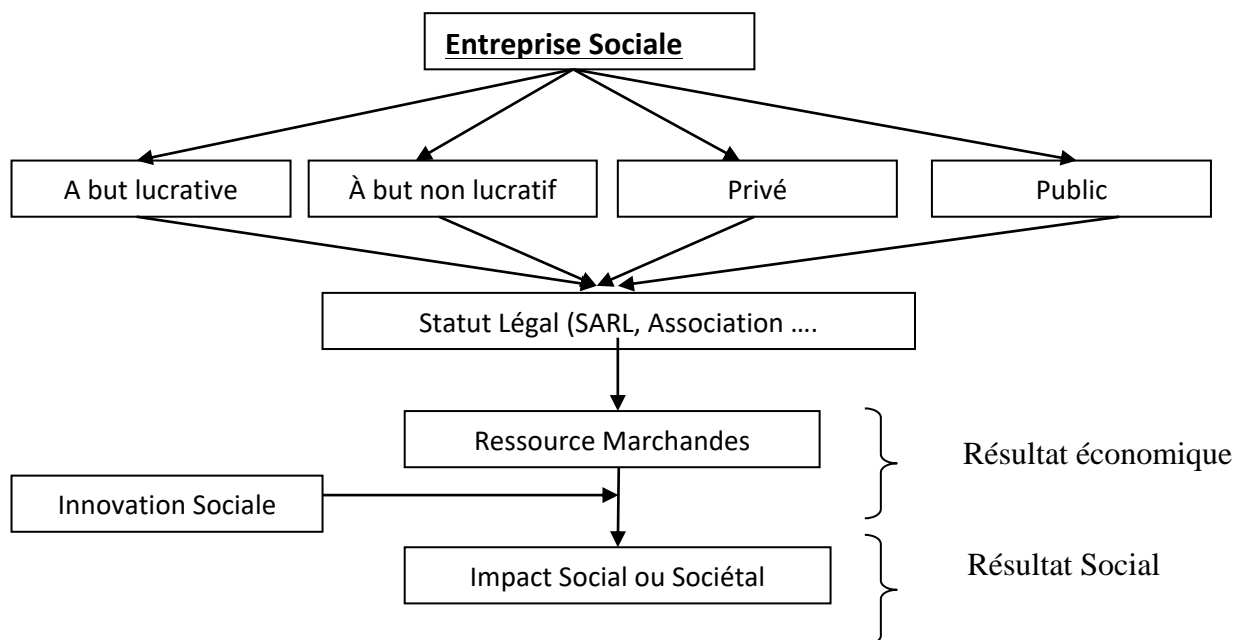 Entreprise Sociale
A but lucrative
À but non lucratif
Privé
Public
Statut Légal (SARL, Association ….
Ressource Marchandes
Résultat économique
Innovation Sociale
Impact Social ou Sociétal
Résultat Social